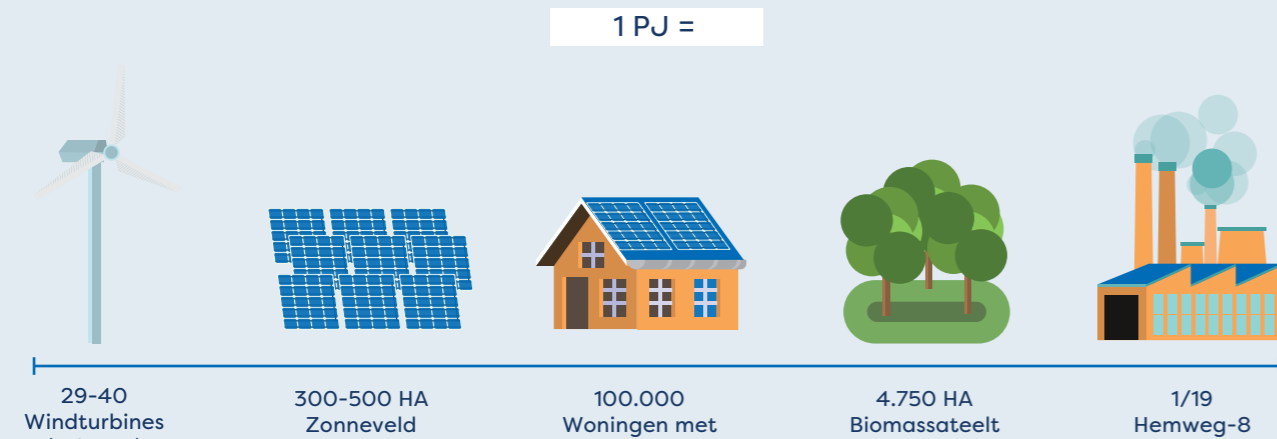 1 PJ =
29-40
Windturbines
300-500 HA
Zonneveld
100.000
Woningen met
4.750 HA
Biomassateelt
1/19
Hemweg-8